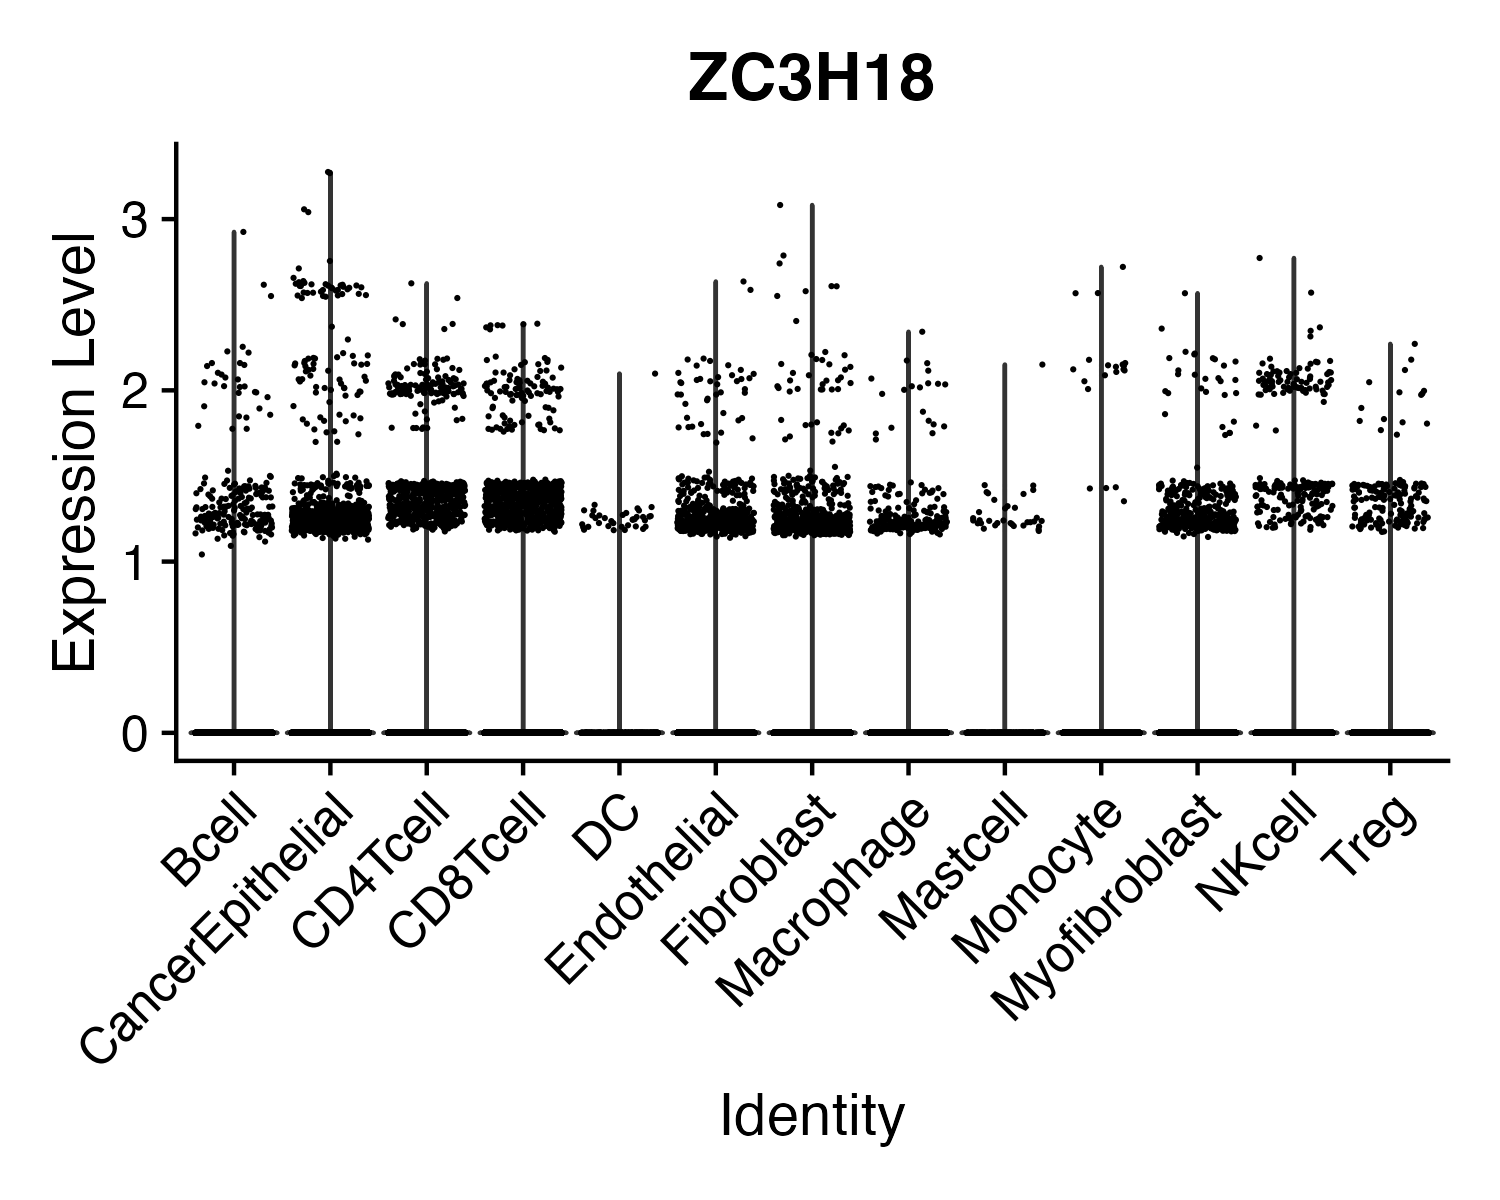 ZC3H18
Expression Level
3
2
1
0
Bcell
CancerEpithelial
CD4Tcell
CD8Tcell
DC
Endothelial
Fibroblast
Macrophage
Mastcell
Monocyte
Myofibroblast
NKcell
Treg
Identity